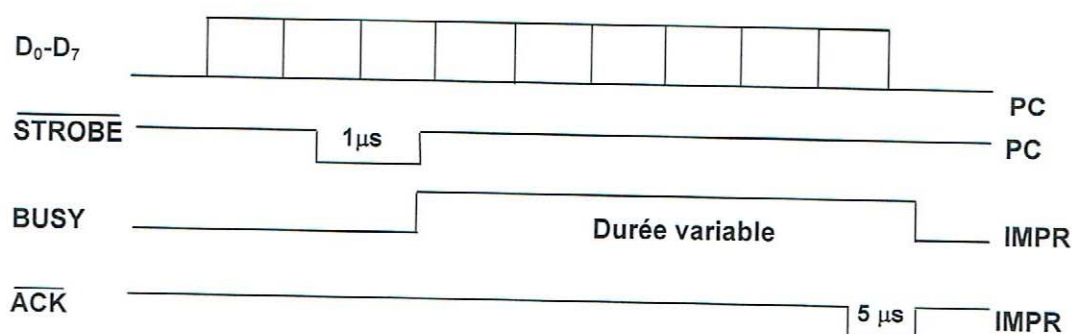 D₀-D₇
PC
STROBE
1μs
PC
BUSY
Durée variable
IMPR
ACK
5 μs
IMPR